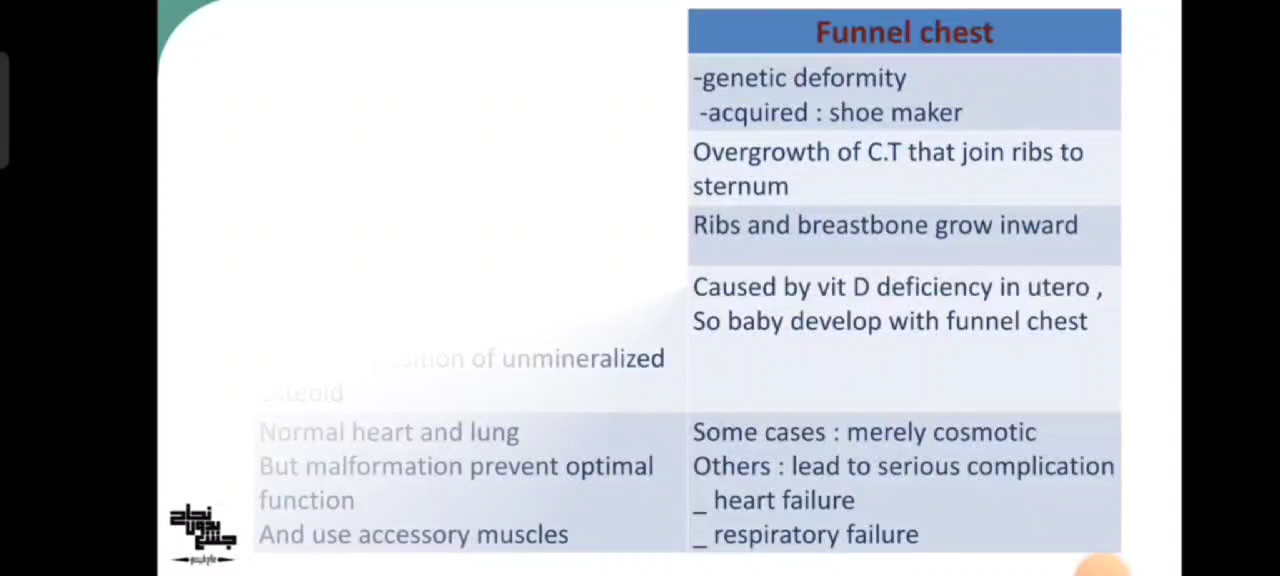 Funnel chest
-genetic deformity
-acquired : shoe maker
Overgrowth of C.T that join ribs to
sternum
Ribs and breastbone grow inward
Caused by vit D deficiency in utero ,
So baby develop with funnel chest
of unmineralized
Normal heart and lung
But malformation prevent optimal
function
And use accessory muscles
Some cases : merely cosmotic
Others : lead to serious complication
_ heart failure
_ respiratory failure
نجاح
بدون